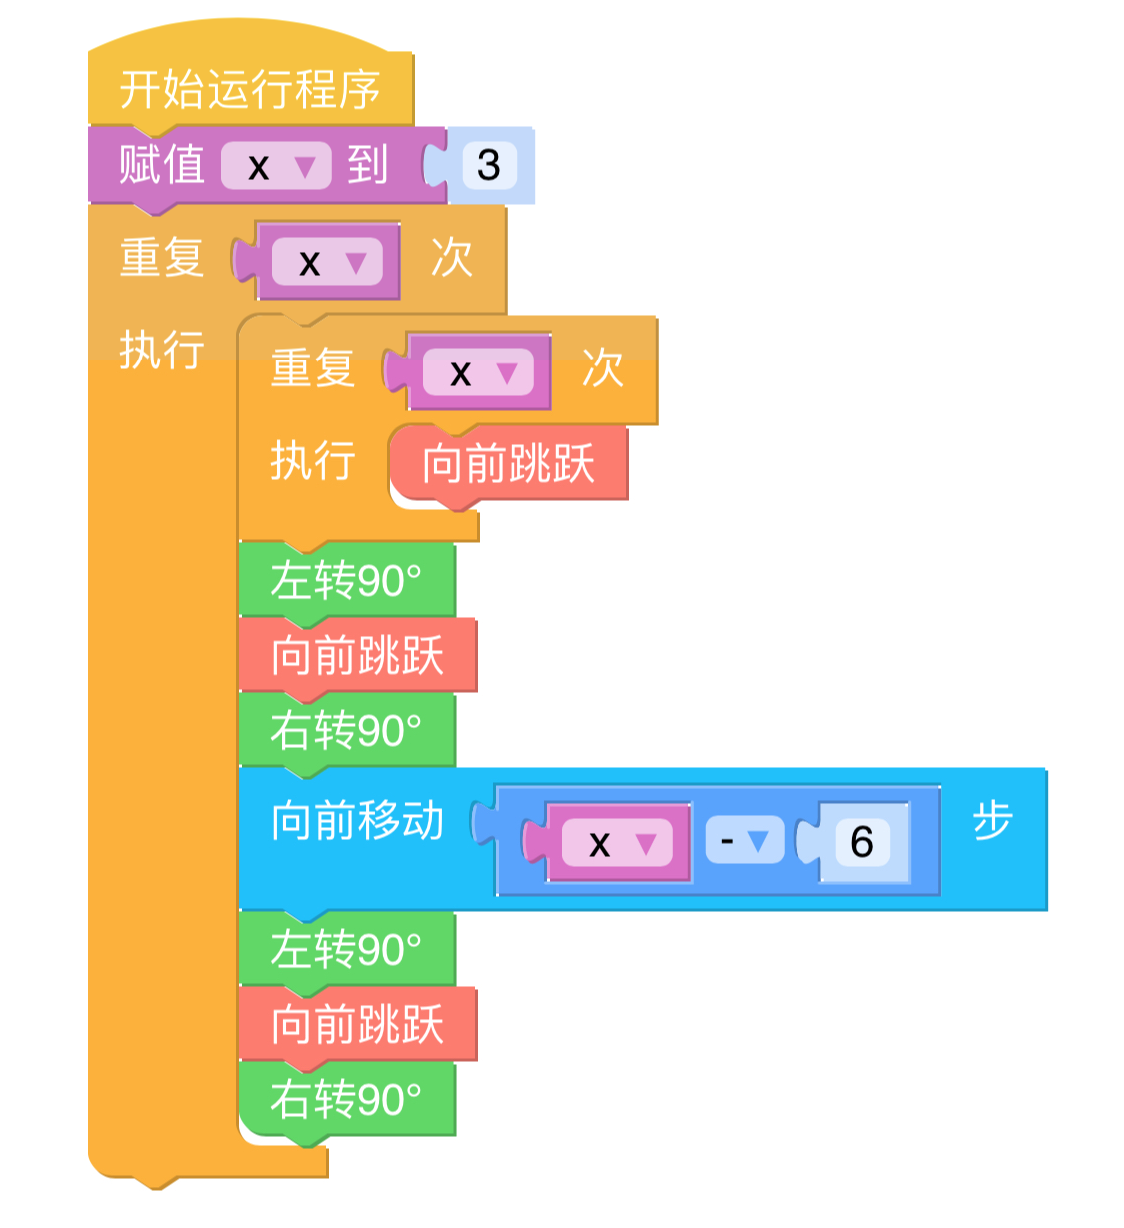 开始运行程序
赋值 x ▼ 到 3
重复 x ▼ 次
执行
重复 x ▼ 次
执行 向前跳跃
左转90°
向前跳跃
右转90°
向前移动 x ▼ - ▼ 6 步
左转90°
向前跳跃
右转90°